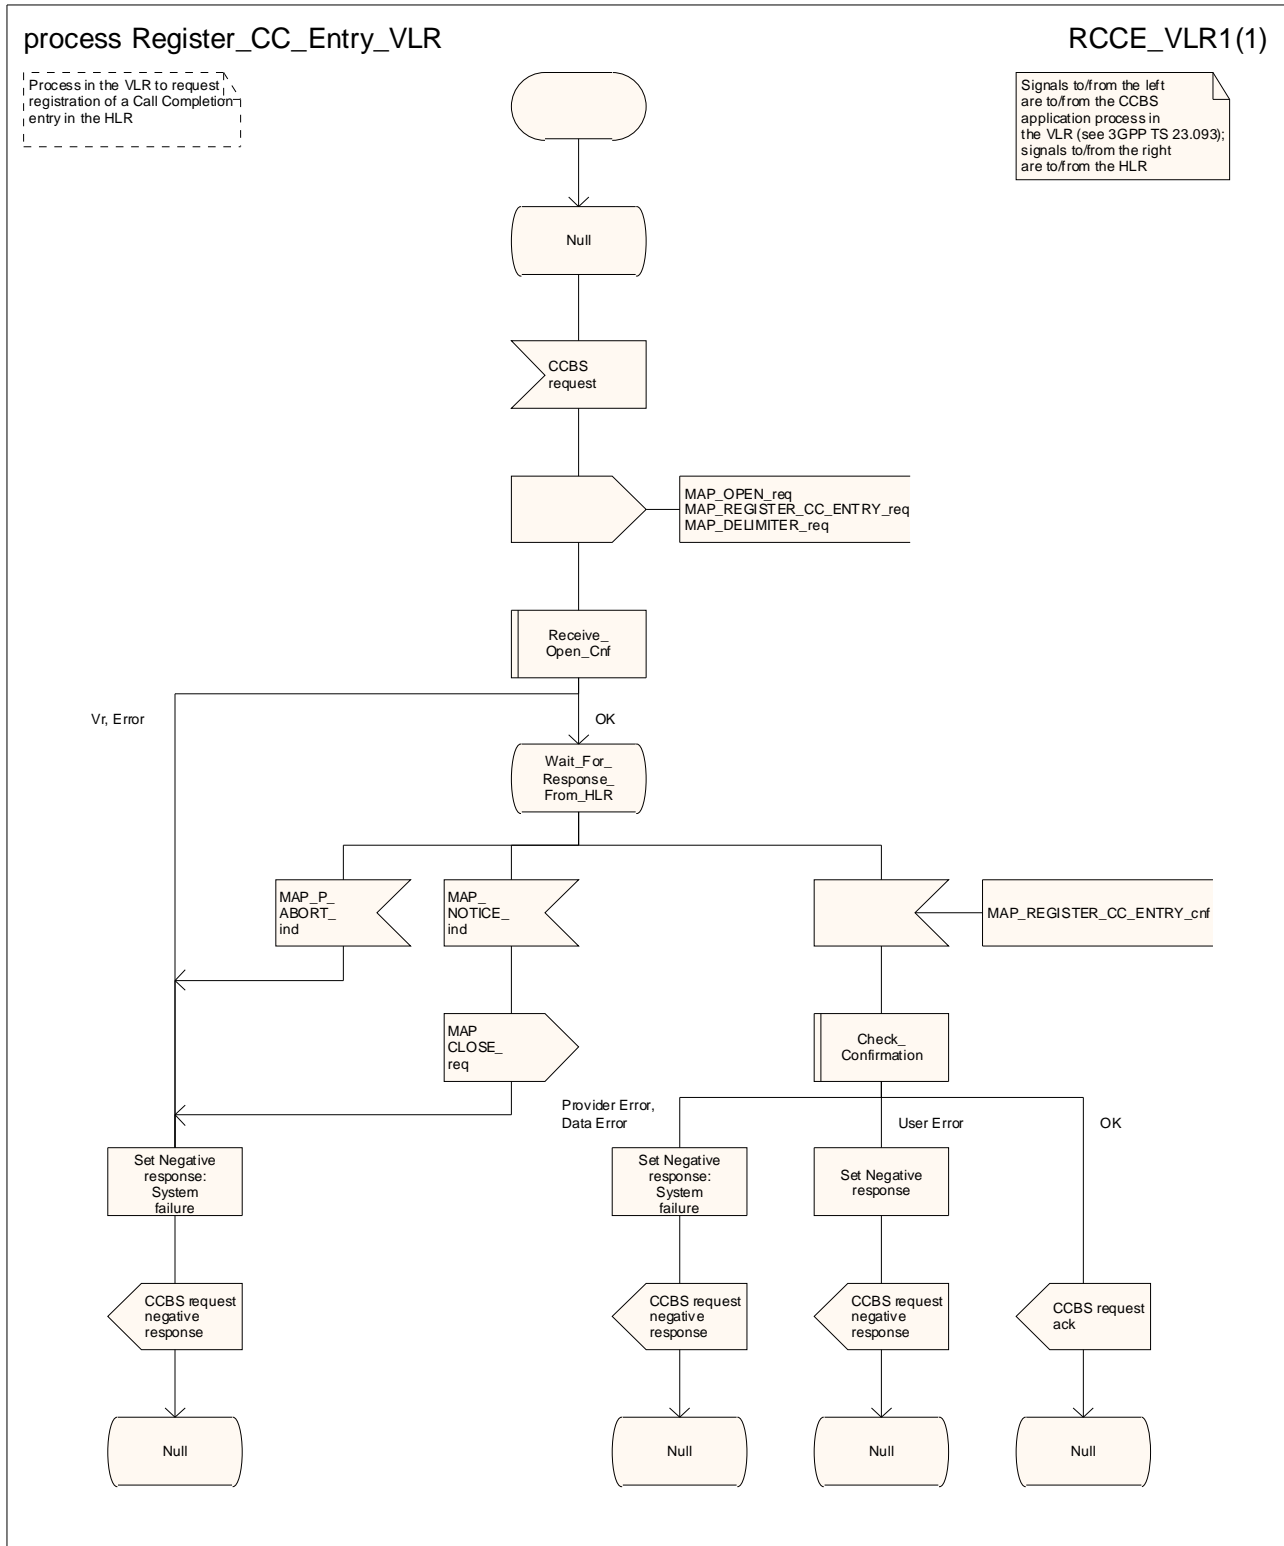 process Register_CC_Entry_VLR
RCCE_VLR1(1)
Process in the VLR to request
registration of a Call Completion
entry in the HLR
Signals to/from the left
are to/from the CCBS
application process in
the VLR (see 3GPP TS 23.093);
signals to/from the right
are to/from the HLR
Null
CCBS
request
MAP_OPEN_req
MAP_REGISTER_CC_ENTRY_req
MAP_DELIMITER_req
Receive_
Open_Cnf
Vr, Error
OK
Wait_For_
Response_
From_HLR
MAP_P_
ABORT_
ind
MAP_
NOTICE_
ind
MAP_REGISTER_CC_ENTRY_cnf
MAP
CLOSE_
req
Check_
Confirmation
Provider Error,
Data Error
User Error
OK
Set Negative
response:
System
failure
Set Negative
response:
System
failure
Set Negative
response
CCBS request
negative
response
CCBS request
negative
response
CCBS request
negative
response
CCBS request
ack
Null
Null
Null
Null